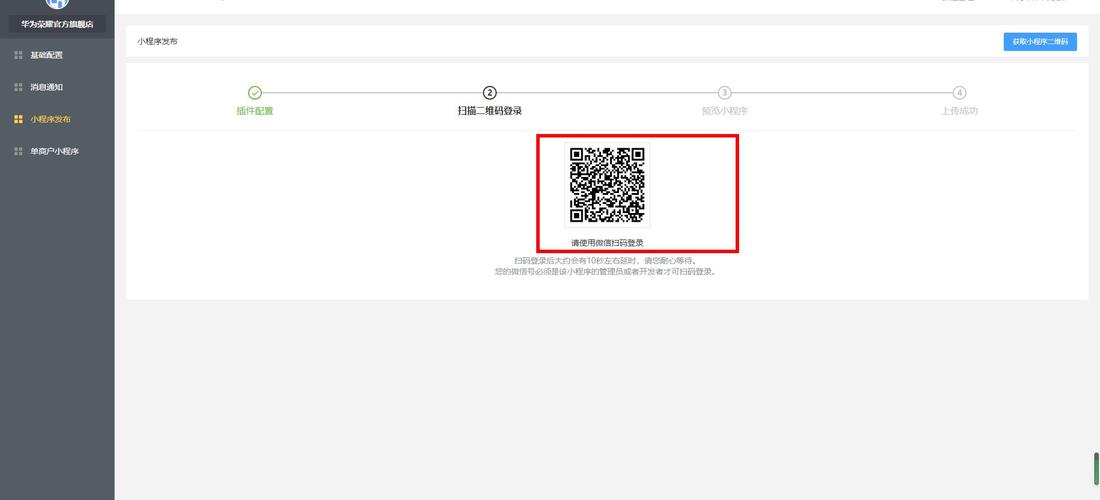 华为荣耀官方旗舰店
基础配置
消息通知
小程序发布
单商户小程序
小程序发布
获取小程序二维码
2
3
4
插件配置
扫描二维码登录
预览小程序
上传成功
请使用微信扫码登录
扫码登录后大约会有10秒左右延时，请您耐心等待。
您的微信号必须是该小程序的管理员或者开发者才可扫码登录。